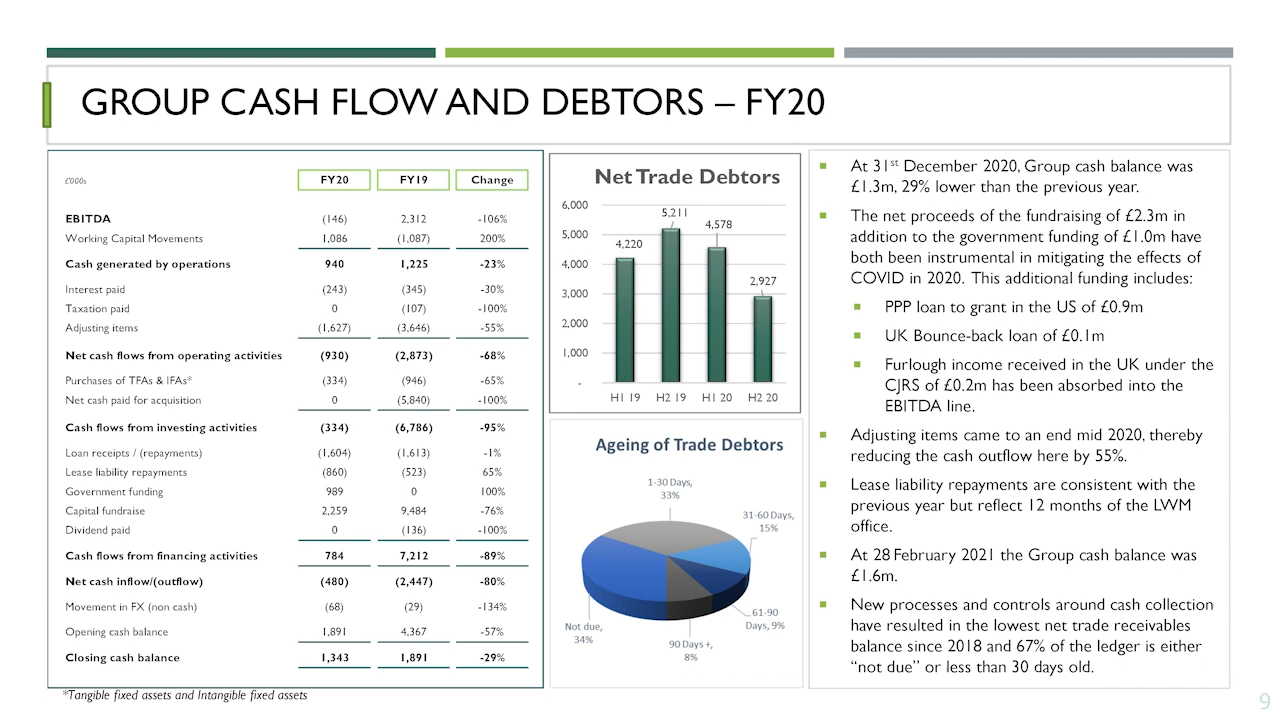 GROUP CASH FLOW AND DEBTORS – FY20
£000s FY20 FY19 Change
EBITDA (146) 2,312 -106%
Working Capital Movements 1,086 (1,087) 200%
Cash generated by operations 940 1,225 -23%
Interest paid (243) (345) -30%
Taxation paid 0 (107) -100%
Adjusting items (1,627) (3,646) -55%
Net cash flows from operating activities (930) (2,873) -68%
Purchases of TFAs & IFAs* (334) (946) -65%
Net cash paid for acquisition 0 (5,840) -100%
Cash flows from investing activities (334) (6,786) -95%
Loan receipts / (repayments) (1,604) (1,613) -1%
Lease liability repayments (860) (523) 65%
Government funding 989 0 100%
Capital fundraise 2,259 9,484 -76%
Dividend paid 0 (136) -100%
Cash flows from financing activities 784 7,212 -89%
Net cash inflow/(outflow) (480) (2,447) -80%
Movement in FX (non cash) (68) (29) -134%
Opening cash balance 1,891 4,367 -57%
Closing cash balance 1,343 1,891 -29%
*Tangible fixed assets and Intangible fixed assets
Net Trade Debtors
6,000
5,000
4,000
3,000
2,000
1,000
-
4,220
5,211
4,578
2,927
H1 19 H2 19 H1 20 H2 20
Ageing of Trade Debtors
1-30 Days,
33%
31-60 Days,
15%
61-90
Days, 9%
90 Days +,
8%
Not due,
34%
At 31st December 2020, Group cash balance was
£1.3m, 29% lower than the previous year.
The net proceeds of the fundraising of £2.3m in
addition to the government funding of £1.0m have
both been instrumental in mitigating the effects of
COVID in 2020. This additional funding includes:
PPP loan to grant in the US of £0.9m
UK Bounce-back loan of £0.1m
Furlough income received in the UK under the
CJRS of £0.2m has been absorbed into the
EBITDA line.
Adjusting items came to an end mid 2020, thereby
reducing the cash outflow here by 55%.
Lease liability repayments are consistent with the
previous year but reflect 12 months of the LWM
office.
At 28 February 2021 the Group cash balance was
£1.6m.
New processes and controls around cash collection
have resulted in the lowest net trade receivables
balance since 2018 and 67% of the ledger is either
“not due” or less than 30 days old.
9